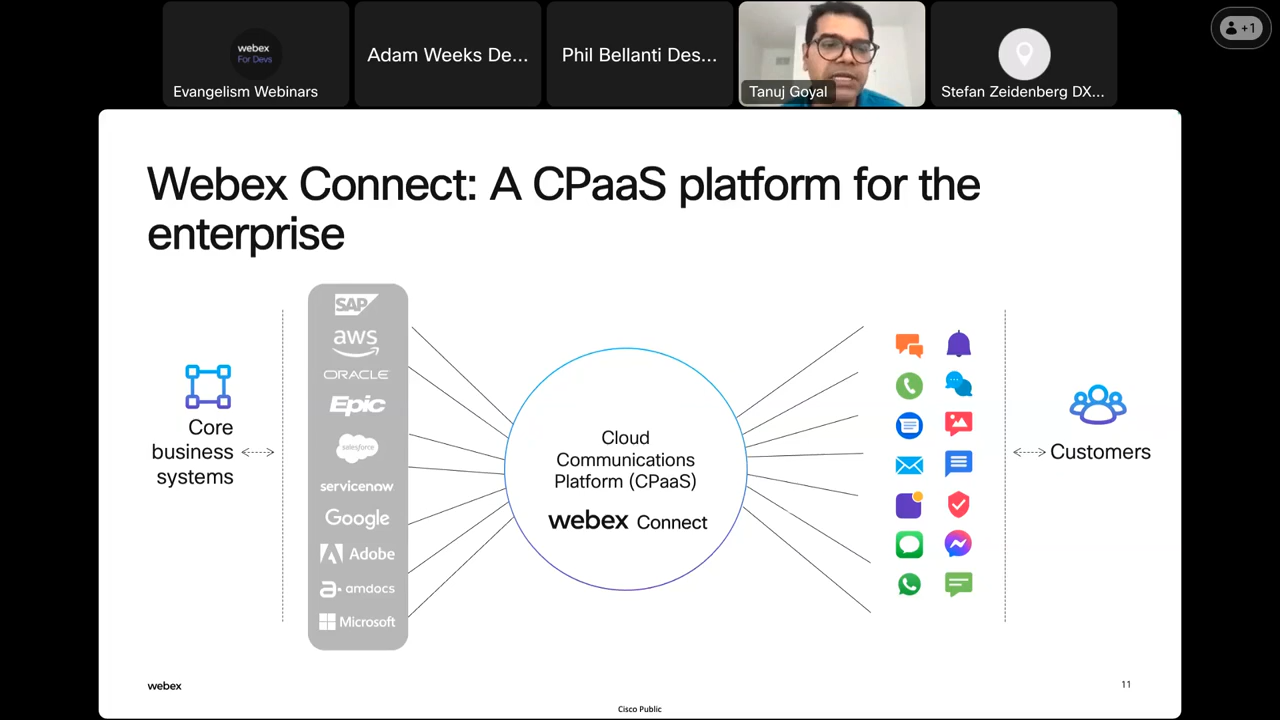 webex
For Devs
Evangelism Webinars
Adam Weeks De...
Phil Bellanti Des...
Tanuj Goyal
Stefan Zeidenberg DX...
+1
Webex Connect: A CPaaS platform for the
enterprise
Core
business
systems
SAP
aws
ORACLE
Epic
salesforce
servicenow
Google
Adobe
amdocs
Microsoft
Cloud
Communications
Platform (CPaaS)
webex Connect
Customers
webex
11
Cisco Public